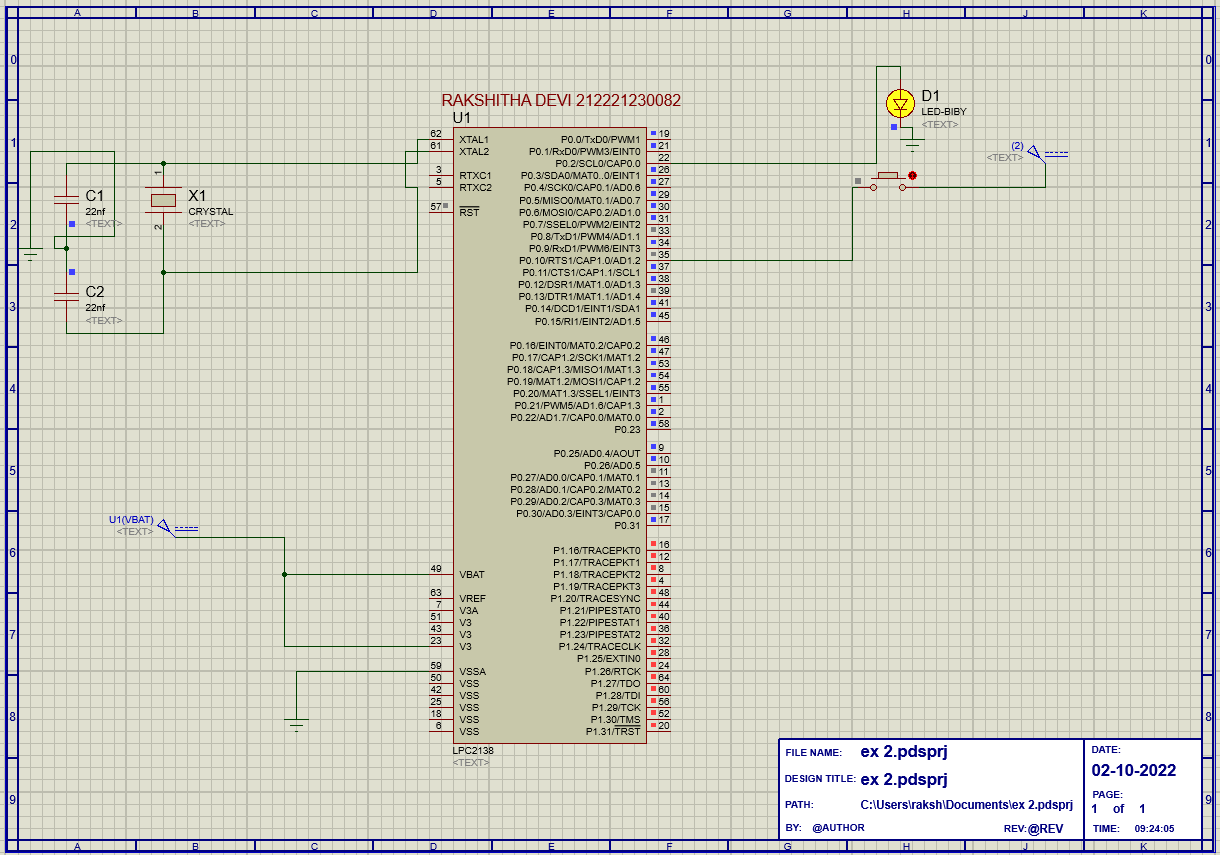 A B C D E F G H J K
0 0
1 1
2 2
3 3
4 4
5 5
6 6
7 7
8 8
9 9
RAKSHITHA DEVI 212221230082
U1
D1
LED-BIBY
<TEXT>
(2)
<TEXT>
C1
22nf
<TEXT>
X1
CRYSTAL
<TEXT>
1
2
C2
22nf
<TEXT>
U1(VBAT)
<TEXT>
62 XTAL1
61 XTAL2
3 RTXC1
5 RTXC2
57 RST
49 VBAT
63 VREF
7 V3A
51 V3
43 V3
23 V3
59 VSSA
50 VSS
42 VSS
25 VSS
18 VSS
6 VSS
P0.0/TxD0/PWM1 19
P0.1/RxD0/PWM3/EINT0 21
P0.2/SCL0/CAP0.0 22
P0.3/SDA0/MAT0..0/EINT1 26
P0.4/SCK0/CAP0.1/AD0.6 27
P0.5/MISO0/MAT0.1/AD0.7 29
P0.6/MOSI0/CAP0.2/AD1.0 30
P0.7/SSEL0/PWM2/EINT2 31
P0.8/TxD1/PWM4/AD1.1 33
P0.9/RxD1/PWM6/EINT3 34
P0.10/RTS1/CAP1.0/AD1.2 35
P0.11/CTS1/CAP1.1/SCL1 37
P0.12/DSR1/MAT1.0/AD1.3 38
P0.13/DTR1/MAT1.1/AD1.4 39
P0.14/DCD1/EINT1/SDA1 41
P0.15/RI1/EINT2/AD1.5 45
P0.16/EINT0/MAT0.2/CAP0.2 46
P0.17/CAP1.2/SCK1/MAT1.2 47
P0.18/CAP1.3/MISO1/MAT1.3 53
P0.19/MAT1.2/MOSI1/CAP1.2 54
P0.20/MAT1.3/SSEL1/EINT3 55
P0.21/PWM5/AD1.6/CAP1.3 1
P0.22/AD1.7/CAP0.0/MAT0.0 2
P0.23 58
P0.25/AD0.4/AOUT 9
P0.26/AD0.5 10
P0.27/AD0.0/CAP0.1/MAT0.1 11
P0.28/AD0.1/CAP0.2/MAT0.2 13
P0.29/AD0.2/CAP0.3/MAT0.3 14
P0.30/AD0.3/EINT3/CAP0.0 15
P0.31 17
P1.16/TRACEPKT0 16
P1.17/TRACEPKT1 12
P1.18/TRACEPKT2 8
P1.19/TRACEPKT3 4
P1.20/TRACESYNC 48
P1.21/PIPESTAT0 44
P1.22/PIPESTAT1 40
P1.23/PIPESTAT2 36
P1.24/TRACECLK 32
P1.25/EXTIN0 28
P1.26/RTCK 24
P1.27/TDO 64
P1.28/TDI 60
P1.29/TCK 56
P1.30/TMS 52
P1.31/TRST 20
LPC2138
<TEXT>
FILE NAME: ex 2.pdsprj
DESIGN TITLE: ex 2.pdsprj
PATH: C:\Users\raksh\Documents\ex 2.pdsprj
BY: @AUTHOR REV:@REV
DATE:
02-10-2022
PAGE:
1 of 1
TIME: 09:24:05
A B C D E F G H J K